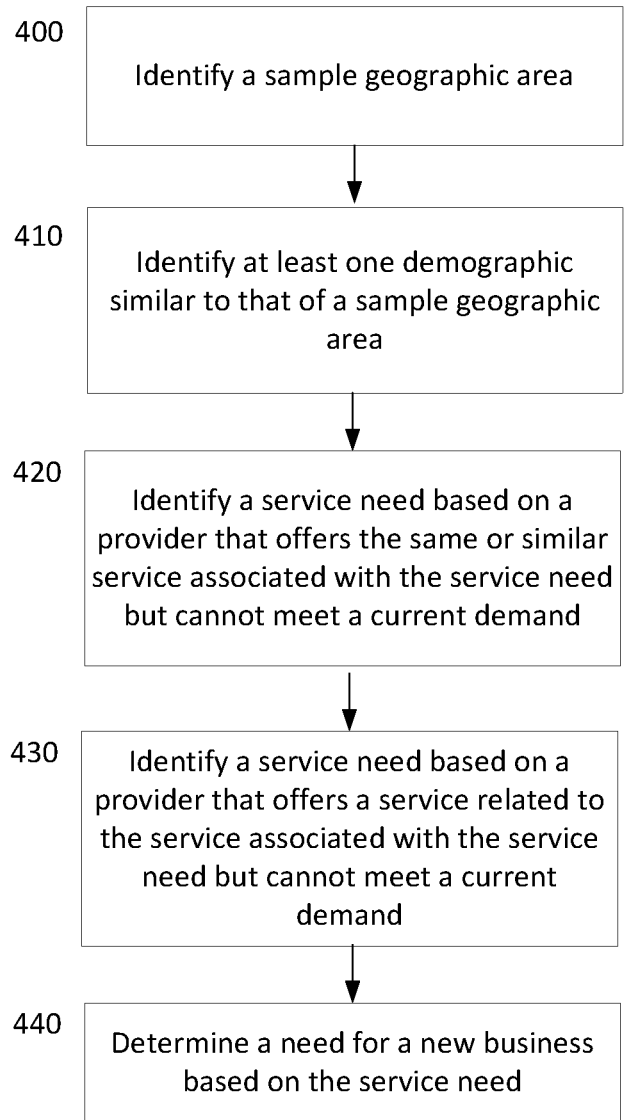 400
Identify a sample geographic area
410
Identify at least one demographic
similar to that of a sample geographic
area
420
Identify a service need based on a
provider that offers the same or similar
service associated with the service need
but cannot meet a current demand
430
Identify a service need based on a
provider that offers a service related to
the service associated with the service
need but cannot meet a current
demand
440
Determine a need for a new business
based on the service need